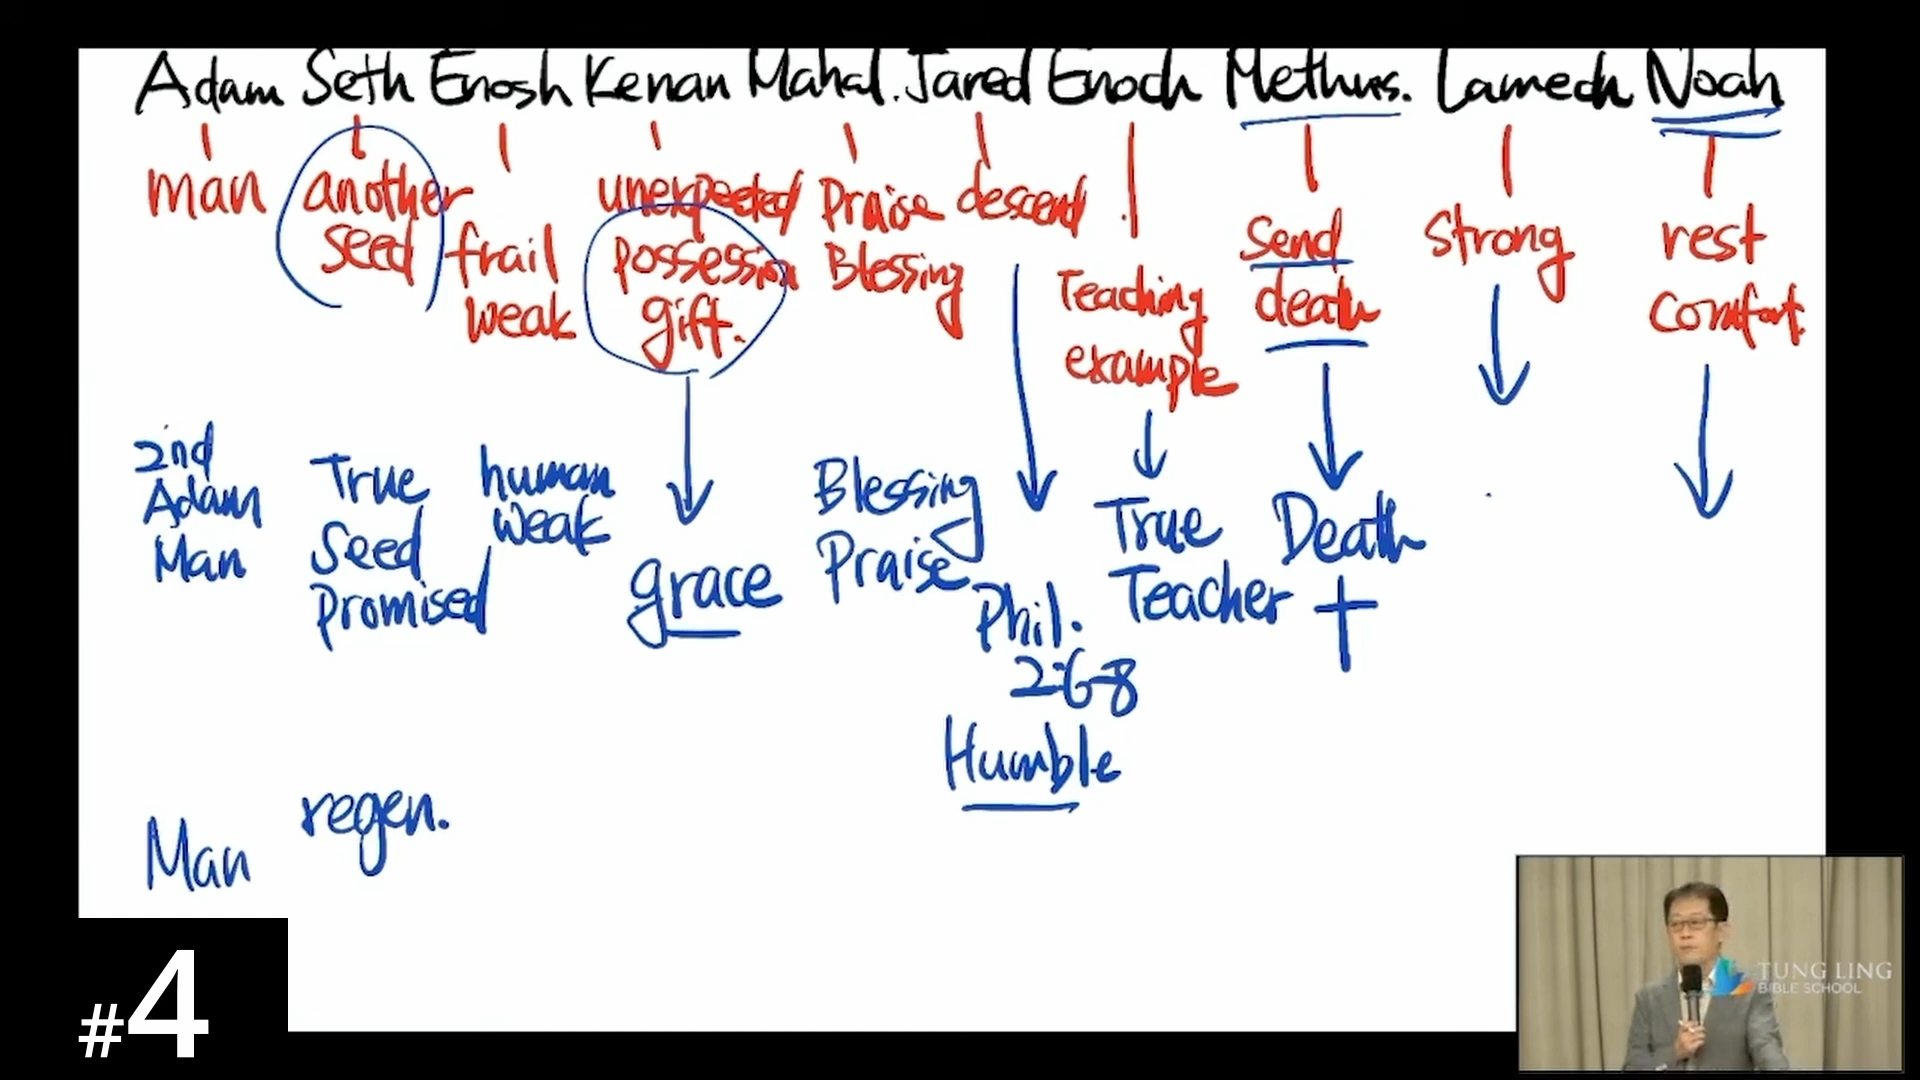 Adam Seth Enosh Kenan Mahal. Jared Enoch Methus. Lamech Noah
man
another
seed
frail
weak
unexpected
possession
gift.
Praise
Blessing
descend
Teaching
example
send
death
strong
rest
comfort.
2nd
Adam
Man
True
Seed
Promised
human
weak
grace
Blessing
Praise
Phil.
2:6-8
Humble
True
Teacher
Death
Man
regen.
#4
TUNG LING
BIBLE SCHOOL